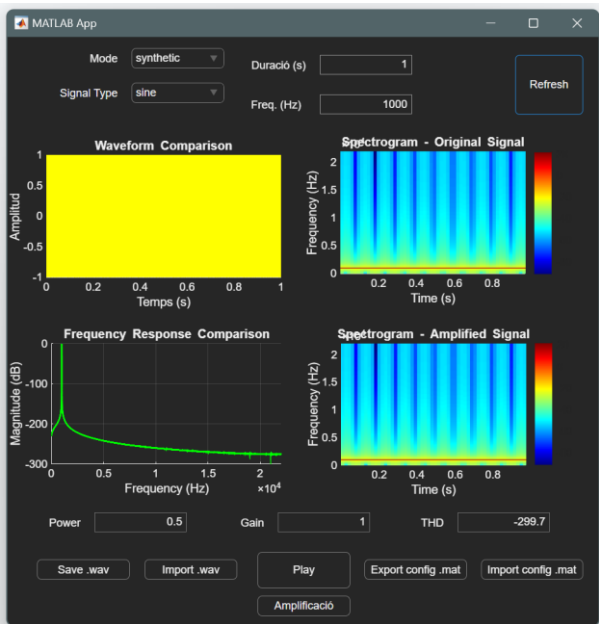 MATLAB App
Mode synthetic Duració (s) 1 Refresh
Signal Type sine Freq. (Hz) 1000
Waveform Comparison
Amplitud
1
0.5
0
-0.5
-1
0 0.2 0.4 0.6 0.8 1
Temps (s)
Spectrogram - Original Signal
Frequency (Hz)
2
1.5
1
0.5
0
0.2 0.4 0.6 0.8
Time (s)
Frequency Response Comparison
Magnitude (dB)
0
-100
-200
-300
0 0.5 1 1.5 2
Frequency (Hz) ×10⁴
Spectrogram - Amplified Signal
Frequency (Hz)
2
1.5
1
0.5
0
0.2 0.4 0.6 0.8
Time (s)
Power 0.5 Gain 1 THD -299.7
Save .wav Import .wav Play Export config .mat Import config .mat
Amplificació